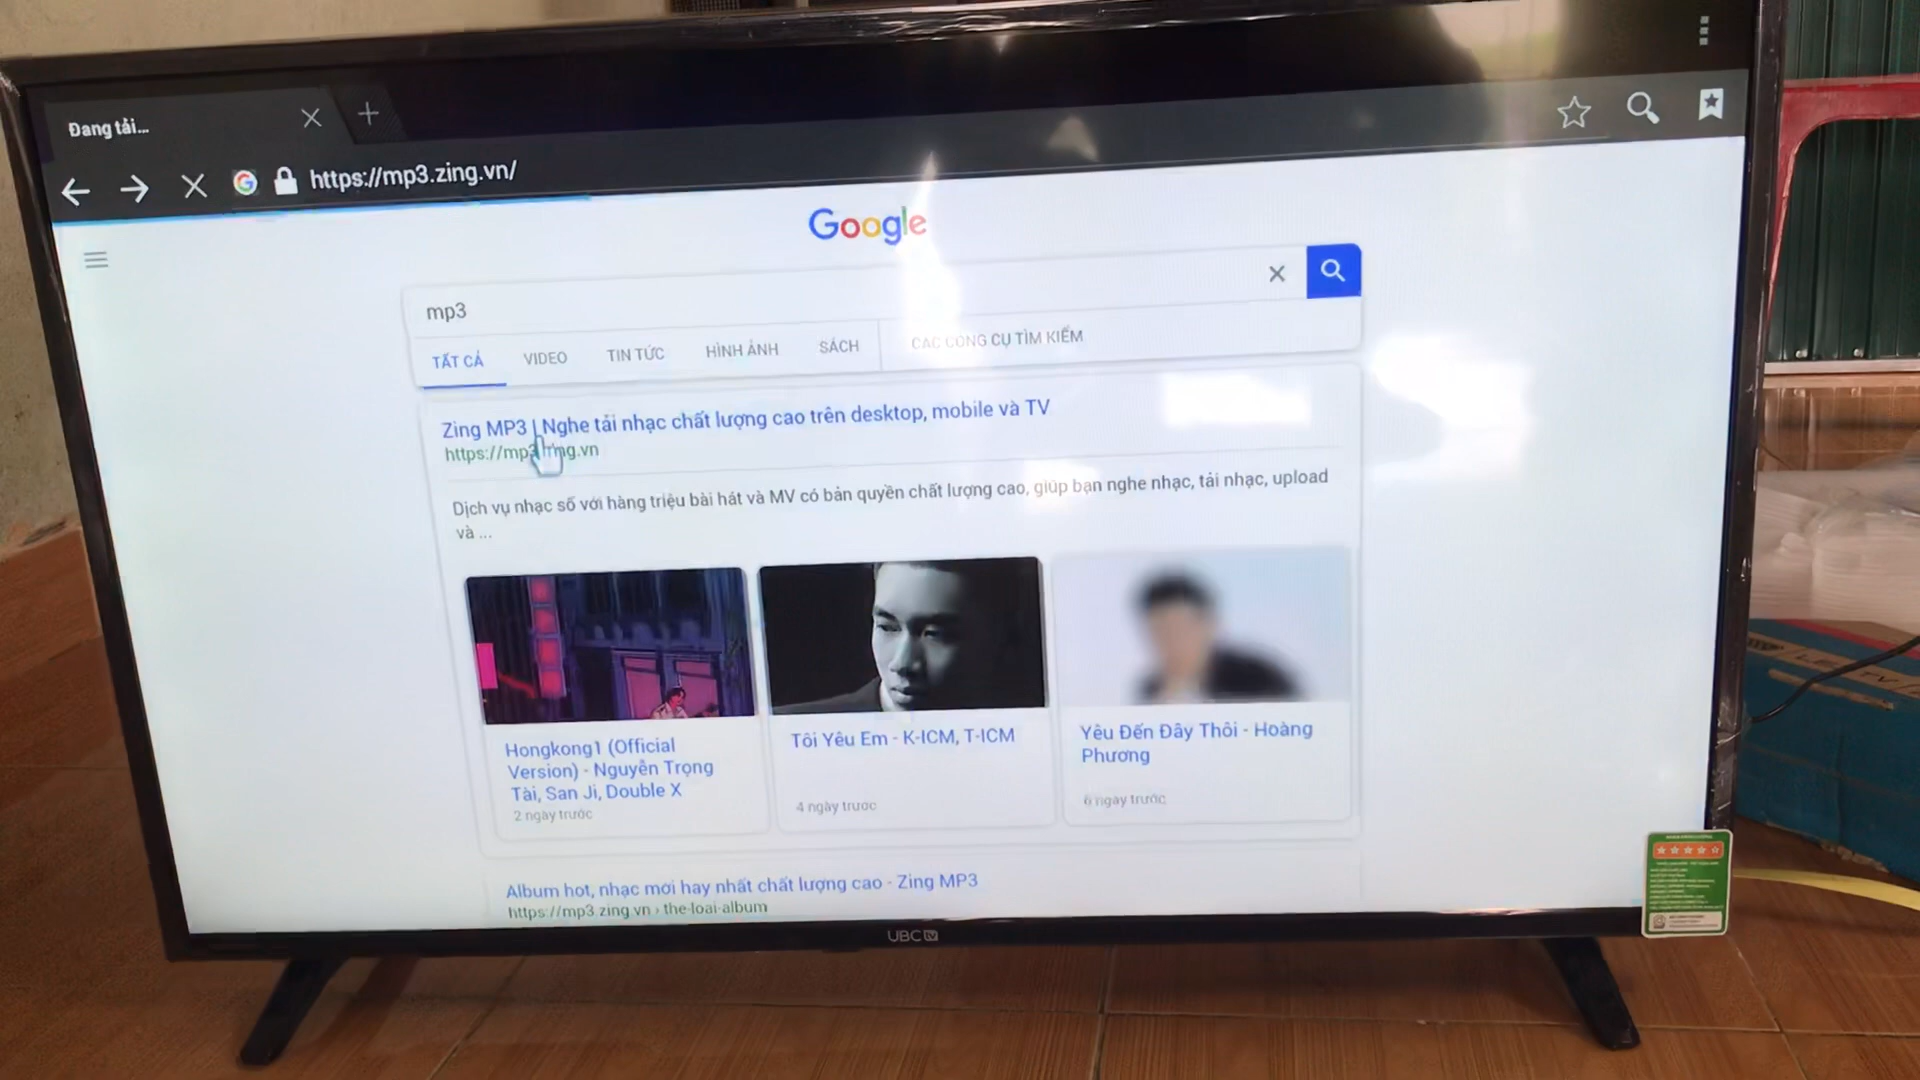 Đang tải...
https://mp3.zing.vn/
Google
mp3
TẤT CẢ VIDEO TIN TỨC HÌNH ẢNH SÁCH CÁC CÔNG CỤ TÌM KIẾM
Zing MP3 | Nghe tải nhạc chất lượng cao trên desktop, mobile và TV
https://mp3.zing.vn
Dịch vụ nhạc số với hàng triệu bài hát và MV có bản quyền chất lượng cao, giúp bạn nghe nhạc, tải nhạc, upload
và ...
Hongkong1 (Official
Version) - Nguyễn Trọng
Tài, San Ji, Double X
2 ngày trước
Tôi Yêu Em - K-ICM, T-ICM
4 ngày trước
Yêu Đến Đây Thôi - Hoàng
Phương
6 ngày trước
Album hot, nhạc mới hay nhất chất lượng cao - Zing MP3
https://mp3.zing.vn › the-loai-album
UBC TV